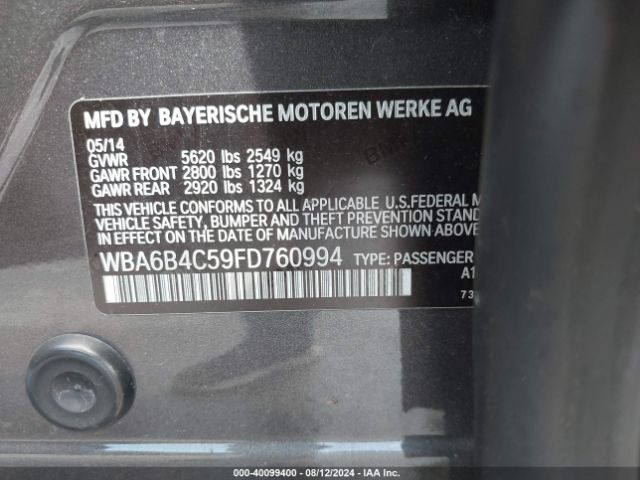 MFD BY BAYERISCHE MOTOREN WERKE AG
05/14
GVWR 5620 lbs 2549 kg
GAWR FRONT 2800 lbs 1270 kg
GAWR REAR 2920 lbs 1324 kg
THIS VEHICLE CONFORMS TO ALL APPLICABLE U.S.FEDERAL M
VEHICLE SAFETY, BUMPER AND THEFT PREVENTION STAND
IN EFFECT ON THE DATE OF MANUFACTURE SHOWN ABOVE
WBA6B4C59FD760994 TYPE: PASSENGER
A1
73
000-40099400 - 08/12/2024 - IAA Inc.